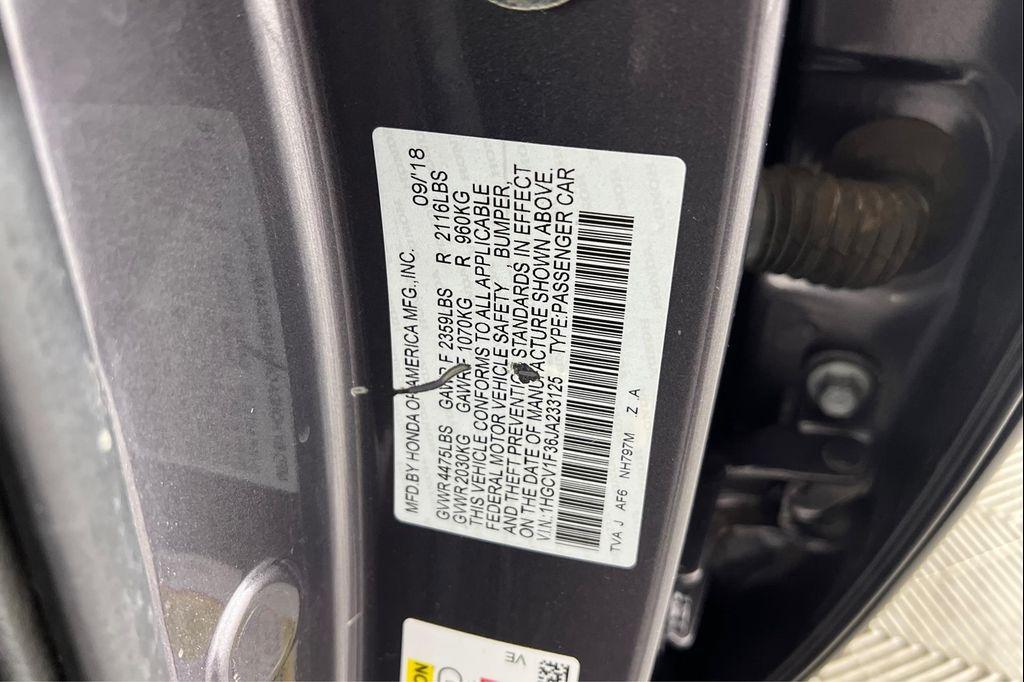 MFD BY HONDA OF AMERICA MFG.,INC. 09/'18
GVWR 4475LBS GAWR F 2359LBS R 2116LBS
GVWR 2030KG GAWR F 1070KG R 960KG
THIS VEHICLE CONFORMS TO ALL APPLICABLE
FEDERAL MOTOR VEHICLE SAFETY, BUMPER,
AND THEFT PREVENTION STANDARDS IN EFFECT
ON THE DATE OF MANUFACTURE SHOWN ABOVE.
V.I.N.:1HGCV1F36JA233125 TYPE:PASSENGER CAR
TVA J AF6 NH797M Z A
VE